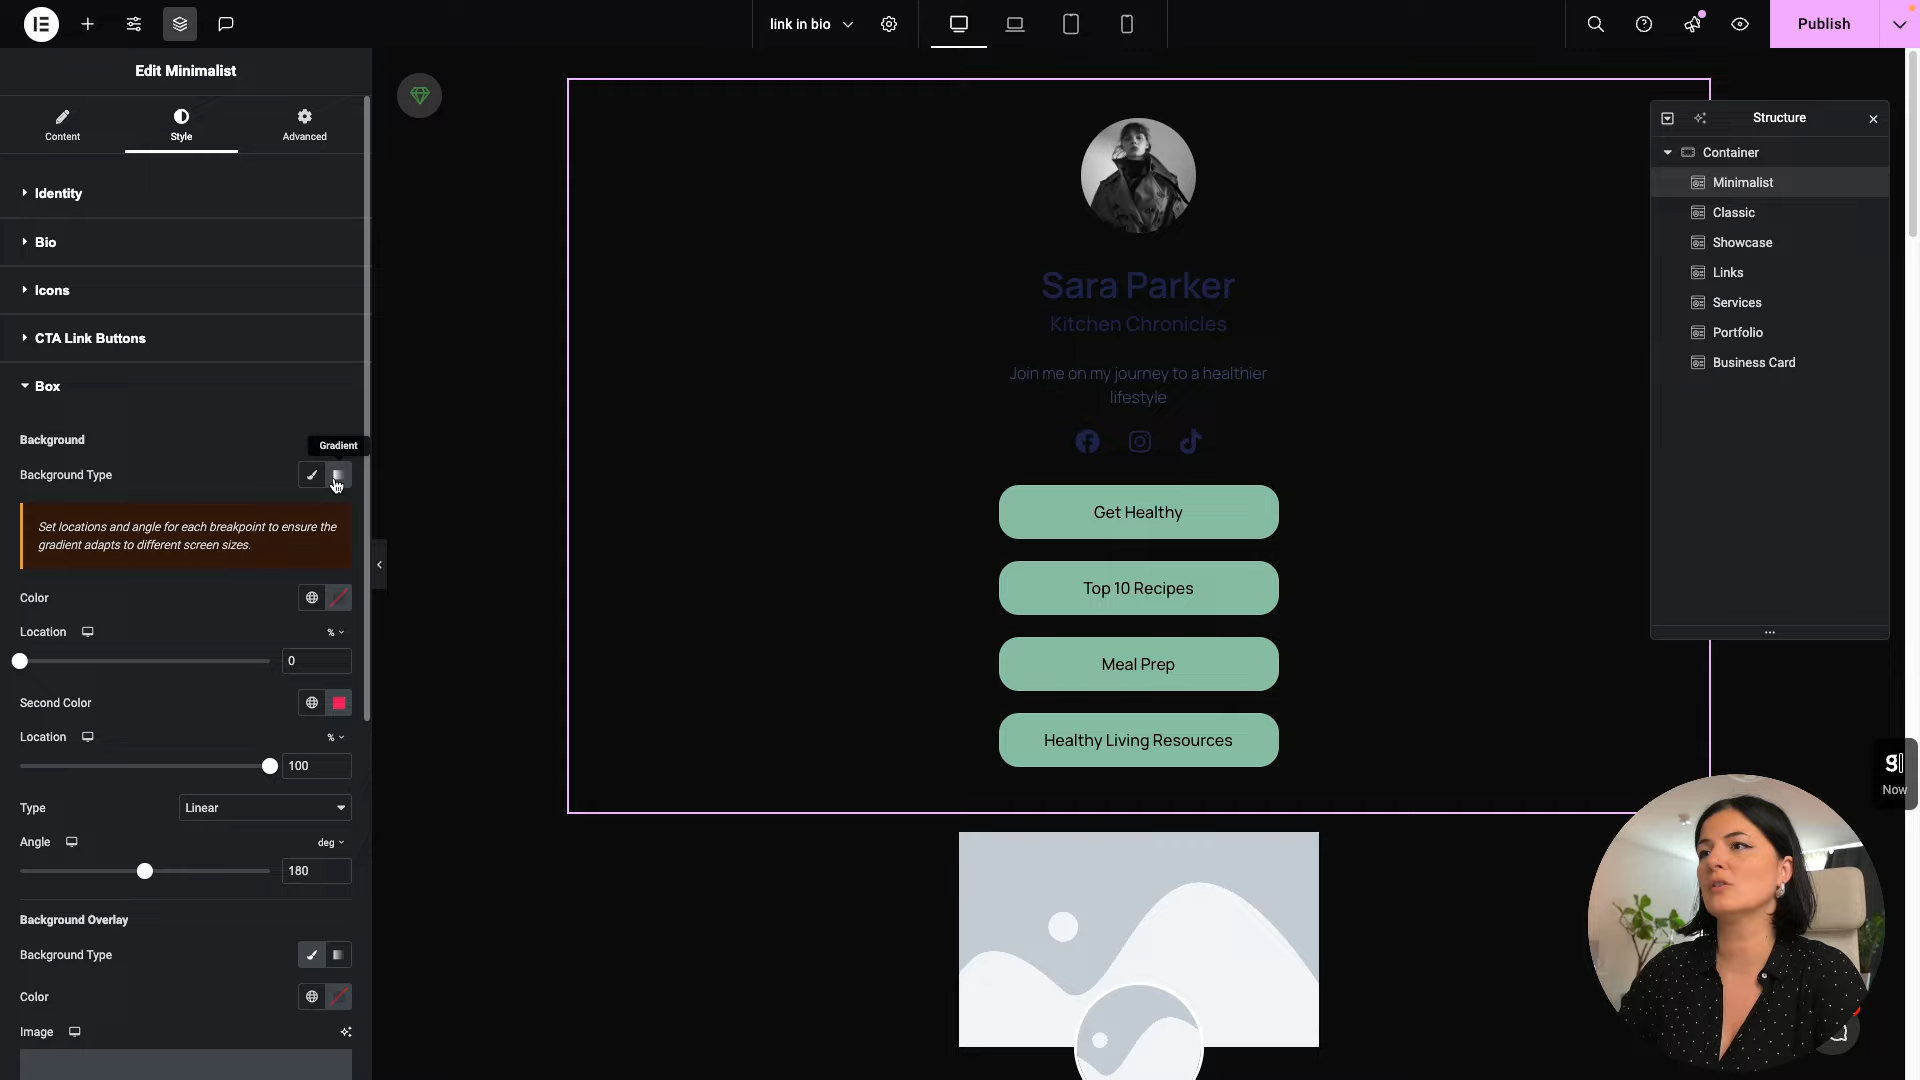 link in bio
Publish
Edit Minimalist
Content
Style
Advanced
Identity
Bio
Icons
CTA Link Buttons
Box
Background
Gradient
Background Type
Set locations and angle for each breakpoint to ensure the
gradient adapts to different screen sizes.
Color
Location
%
0
Second Color
Location
%
100
Type
Linear
Angle
deg
180
Background Overlay
Background Type
Color
Image
Sara Parker
Kitchen Chronicles
Join me on my journey to a healthier
lifestyle
Get Healthy
Top 10 Recipes
Meal Prep
Healthy Living Resources
Structure
Container
Minimalist
Classic
Showcase
Links
Services
Portfolio
Business Card
Now